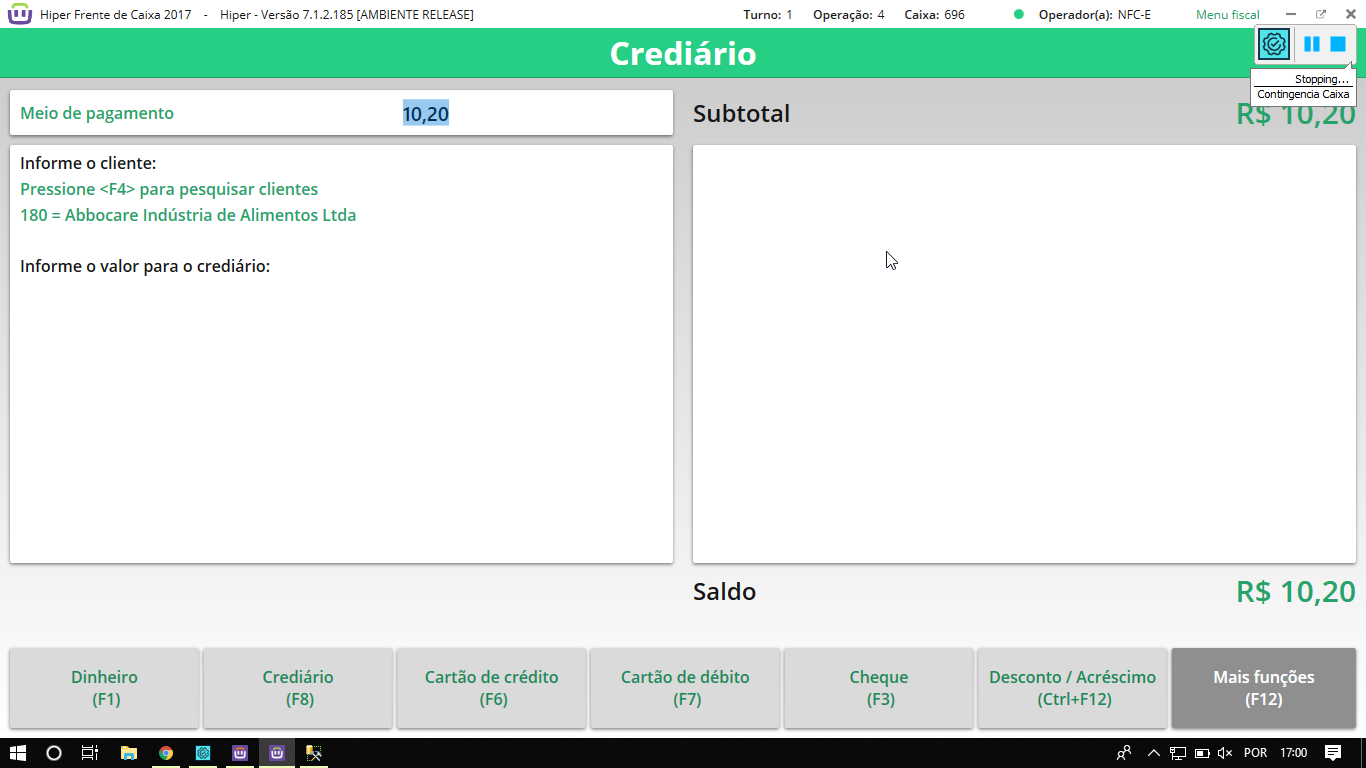 Hiper Frente de Caixa 2017 - Hiper - Versão 7.1.2.185 [AMBIENTE RELEASE] Turno: 1 Operação: 4 Caixa: 696 Operador(a): NFC-E Menu fiscal
Crediário
Stopping...
Contingencia Caixa
Meio de pagamento 10,20
Subtotal R$ 10,20
Informe o cliente:
Pressione <F4> para pesquisar clientes
180 = Abbocare Indústria de Alimentos Ltda
Informe o valor para o crediário:
Saldo R$ 10,20
Dinheiro
(F1)
Crediário
(F8)
Cartão de crédito
(F6)
Cartão de débito
(F7)
Cheque
(F3)
Desconto / Acréscimo
(Ctrl+F12)
Mais funções
(F12)
POR 17:00